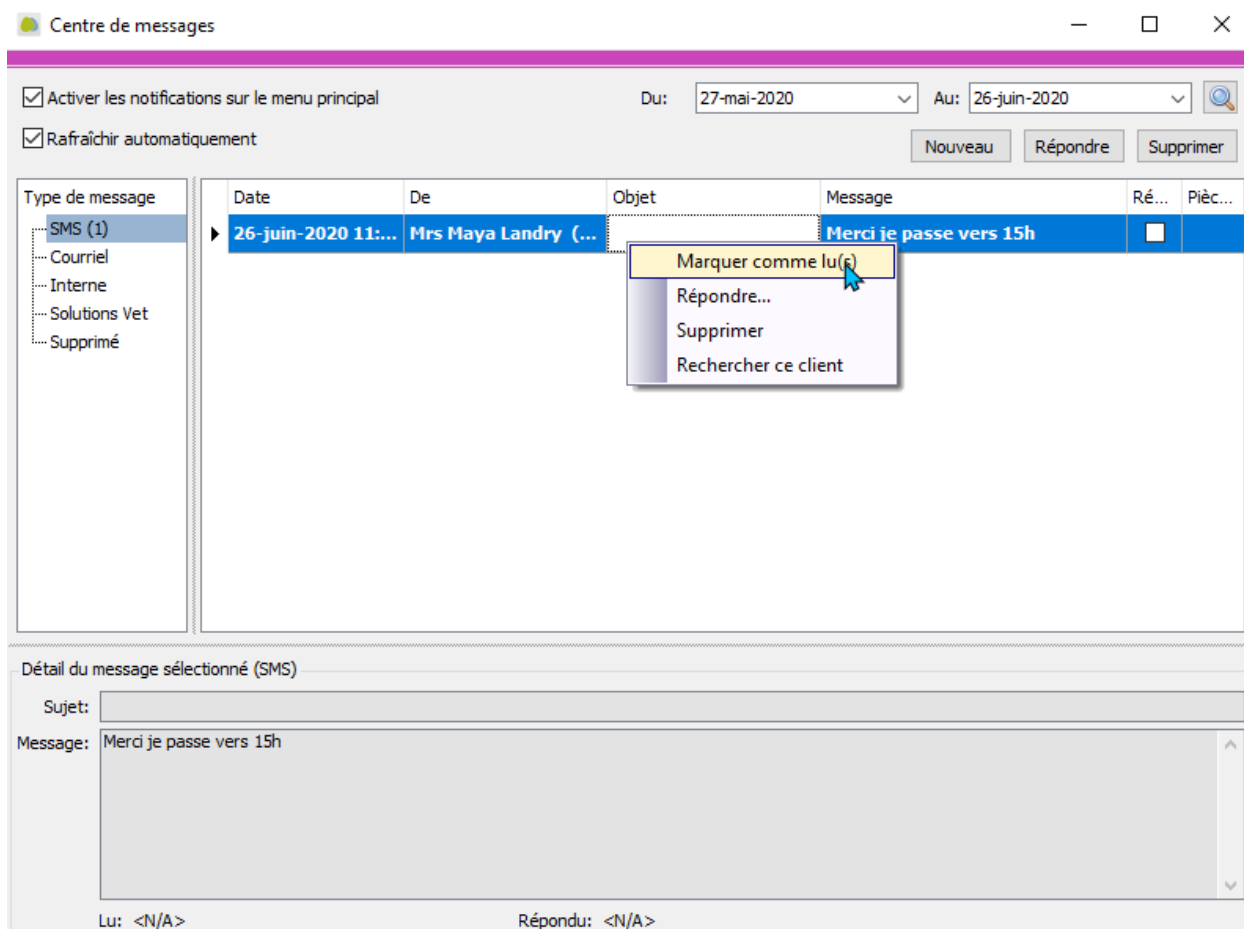 Centre de messages
Activer les notifications sur le menu principal
Du: 27-mai-2020
Au: 26-juin-2020
Rafraîchir automatiquement
Nouveau
Répondre
Supprimer
Type de message
SMS (1)
Courriel
Interne
Solutions Vet
Supprimé
Date De Objet Message Ré... Pièc...
26-juin-2020 11:... Mrs Maya Landry (... Merci je passe vers 15h
Marquer comme lu(s)
Répondre...
Supprimer
Rechercher ce client
Détail du message sélectionné (SMS)
Sujet:
Message: Merci je passe vers 15h
Lu: <N/A> Répondu: <N/A>